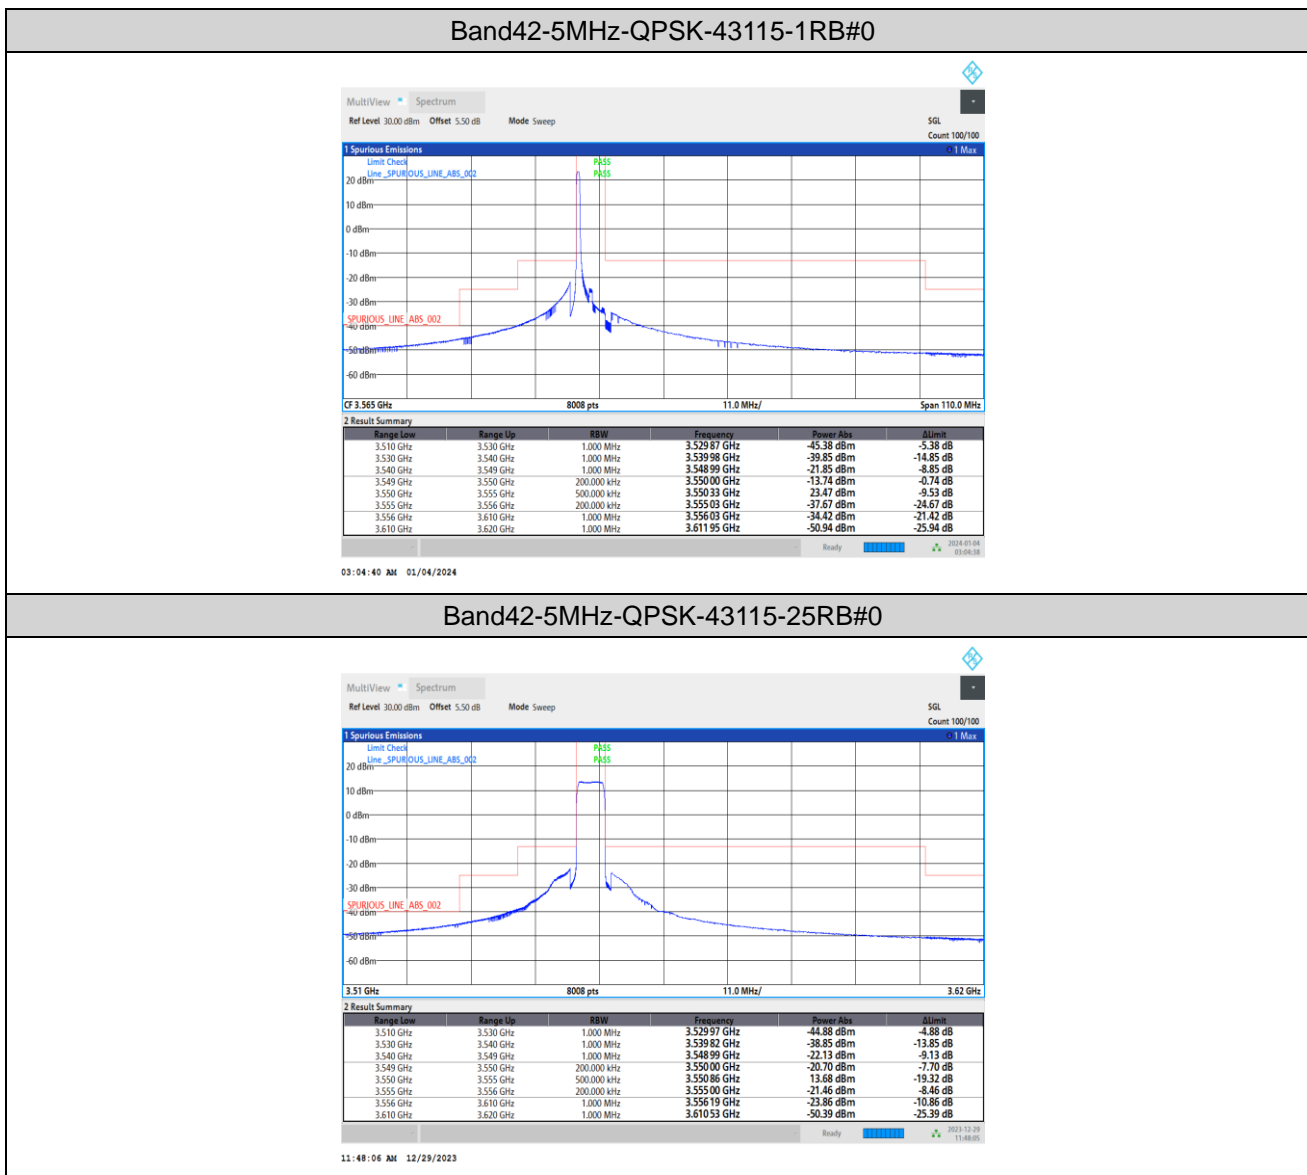 Band42-5MHz-QPSK-43115-1RB#0
MultiView Spectrum
Ref Level 30.00 dBm Offset 5.50 dB Mode Sweep SGL
Count 100/100
1 Spurious Emissions 1 Max
Limit Check PASS
Line _SPURIOUS_LINE_ABS_002 PASS
20 dBm
10 dBm
0 dBm
-10 dBm
-20 dBm
-30 dBm
_SPURIOUS_LINE_ABS_002
-40 dBm
-50 dBm
-60 dBm
CF 3.565 GHz 8008 pts 11.0 MHz/ Span 110.0 MHz
2 Result Summary
Range Low Range Up RBW Frequency Power Abs ΔLimit
3.510 GHz 3.530 GHz 1.000 MHz 3.52987 GHz -45.38 dBm -5.38 dB
3.530 GHz 3.540 GHz 1.000 MHz 3.53998 GHz -39.85 dBm -14.85 dB
3.540 GHz 3.549 GHz 1.000 MHz 3.54899 GHz -21.85 dBm -8.85 dB
3.549 GHz 3.550 GHz 200.000 kHz 3.55000 GHz -13.74 dBm -0.74 dB
3.550 GHz 3.555 GHz 500.000 kHz 3.55033 GHz 23.47 dBm -9.53 dB
3.555 GHz 3.556 GHz 200.000 kHz 3.55503 GHz -37.67 dBm -24.67 dB
3.556 GHz 3.610 GHz 1.000 MHz 3.55603 GHz -34.42 dBm -21.42 dB
3.610 GHz 3.620 GHz 1.000 MHz 3.61195 GHz -50.94 dBm -25.94 dB
Ready 2024-01-04
03:04:38
03:04:40 AM 01/04/2024
Band42-5MHz-QPSK-43115-25RB#0
MultiView Spectrum
Ref Level 30.00 dBm Offset 5.50 dB Mode Sweep SGL
Count 100/100
1 Spurious Emissions 1 Max
Limit Check PASS
Line _SPURIOUS_LINE_ABS_002 PASS
20 dBm
10 dBm
0 dBm
-10 dBm
-20 dBm
-30 dBm
_SPURIOUS_LINE_ABS_002
-40 dBm
-50 dBm
-60 dBm
3.51 GHz 8008 pts 11.0 MHz/ 3.62 GHz
2 Result Summary
Range Low Range Up RBW Frequency Power Abs ΔLimit
3.510 GHz 3.530 GHz 1.000 MHz 3.52997 GHz -44.88 dBm -4.88 dB
3.530 GHz 3.540 GHz 1.000 MHz 3.53982 GHz -38.85 dBm -13.85 dB
3.540 GHz 3.549 GHz 1.000 MHz 3.54899 GHz -22.13 dBm -9.13 dB
3.549 GHz 3.550 GHz 200.000 kHz 3.55000 GHz -20.70 dBm -7.70 dB
3.550 GHz 3.555 GHz 500.000 kHz 3.55086 GHz 13.68 dBm -19.32 dB
3.555 GHz 3.556 GHz 200.000 kHz 3.55500 GHz -21.46 dBm -8.46 dB
3.556 GHz 3.610 GHz 1.000 MHz 3.55619 GHz -23.86 dBm -10.86 dB
3.610 GHz 3.620 GHz 1.000 MHz 3.61053 GHz -50.39 dBm -25.39 dB
Ready 2023-12-29
11:48:05
11:48:06 AM 12/29/2023